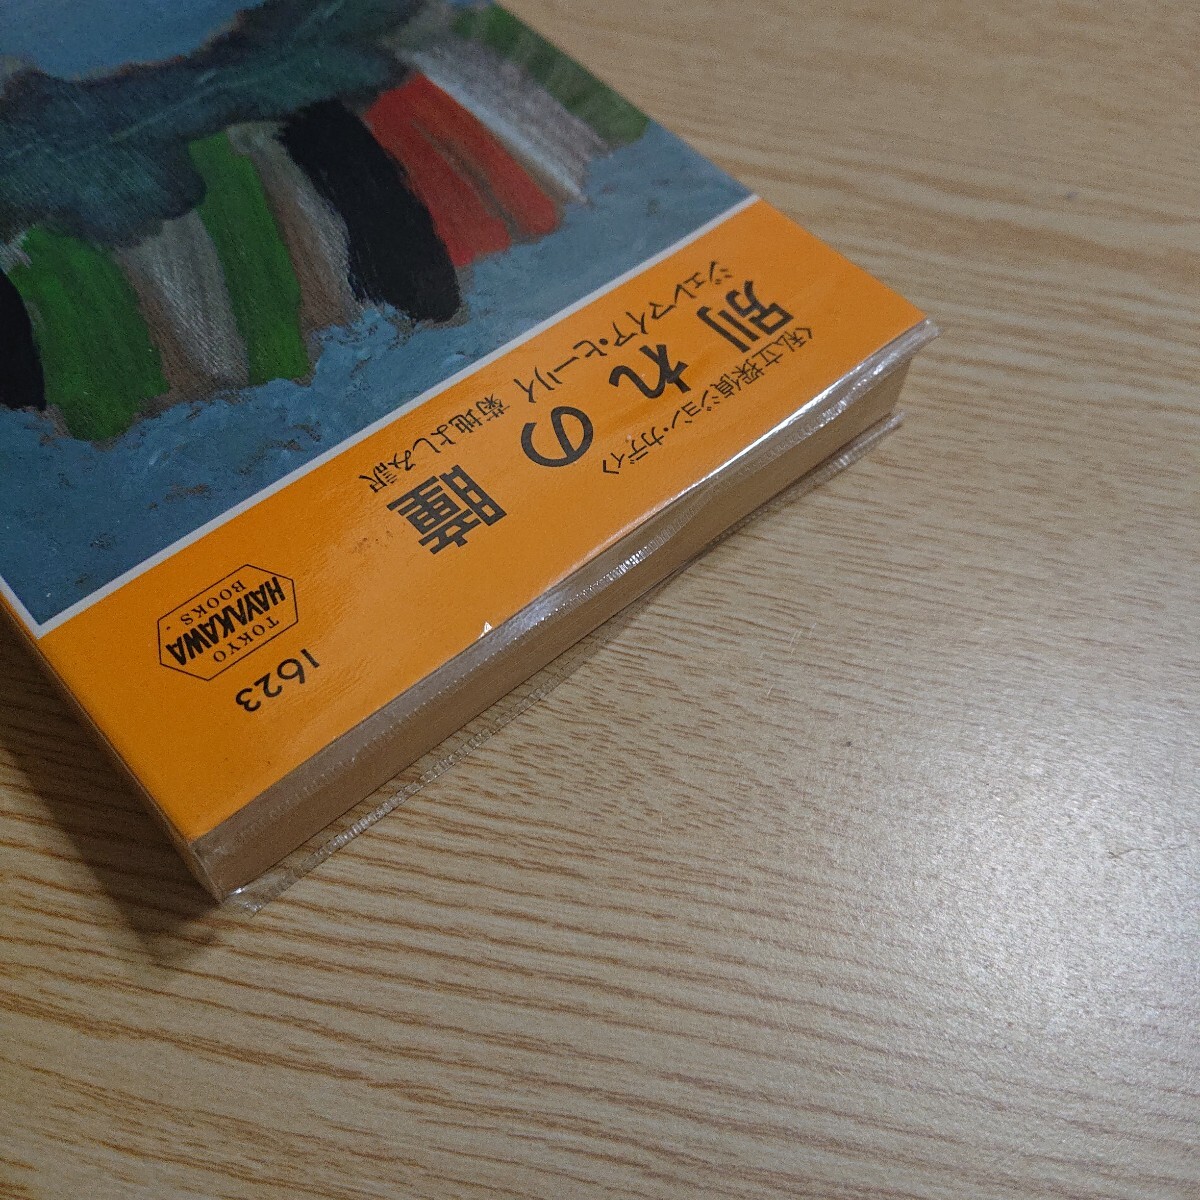 〈私立探偵ジョン・カディ〉
別れの瞳
ジェレマイア・ヒーリイ 菊地よしみ訳
TOKYO
HAYAKAWA
BOOKS・
1623